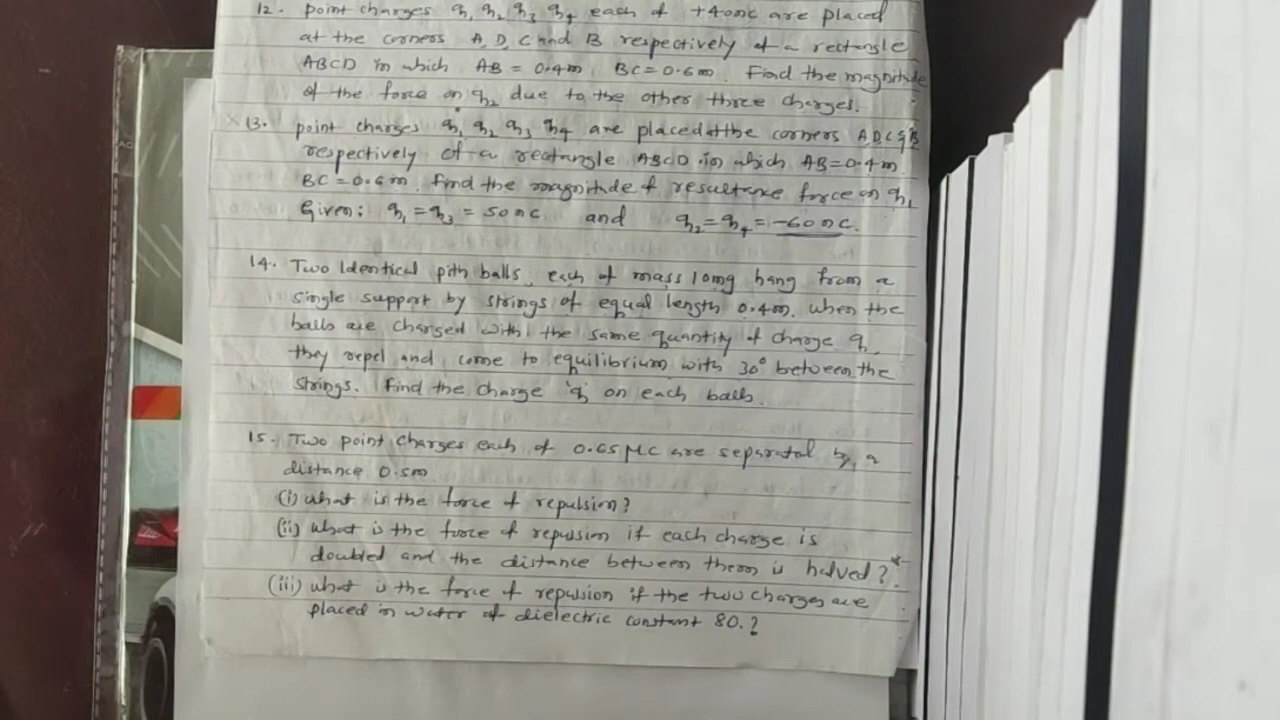 12. point charges q₁ q₂ q₃ q₄ each of +40nc are placed
at the corners A, D, C and B respectively of a rectangle
ABCD in which AB = 0.4m BC = 0.6m. Find the magnitude
of the force on q₂ due to the other three charges.
13. point charges q₁ q₂ q₃ q₄ are placed at the corners A, D, C & B
respectively of a rectangle ABCD in which AB = 0.4m
BC = 0.6m. find the magnitude of resultance force on q₁
Given: q₁ = q₃ = 50nc and q₂ = q₄ = -60nc.
14. Two Identical pith balls, each of mass 10mg hang from a
single support by strings of equal length 0.4m. when the
balls are charged with the same quantity of charge q,
they repel and come to equilibrium with 30° between the
strings. find the charge 'q' on each balls.
15. Two point charges each of 0.65 μc are separated by a
distance 0.5m.
(i) what is the force of repulsion?
(ii) what is the force of repulsion if each charge is
doubled and the distance between them is halved?
(iii) what is the force of repulsion if the two charges are
placed in water of dielectric constant 80.?